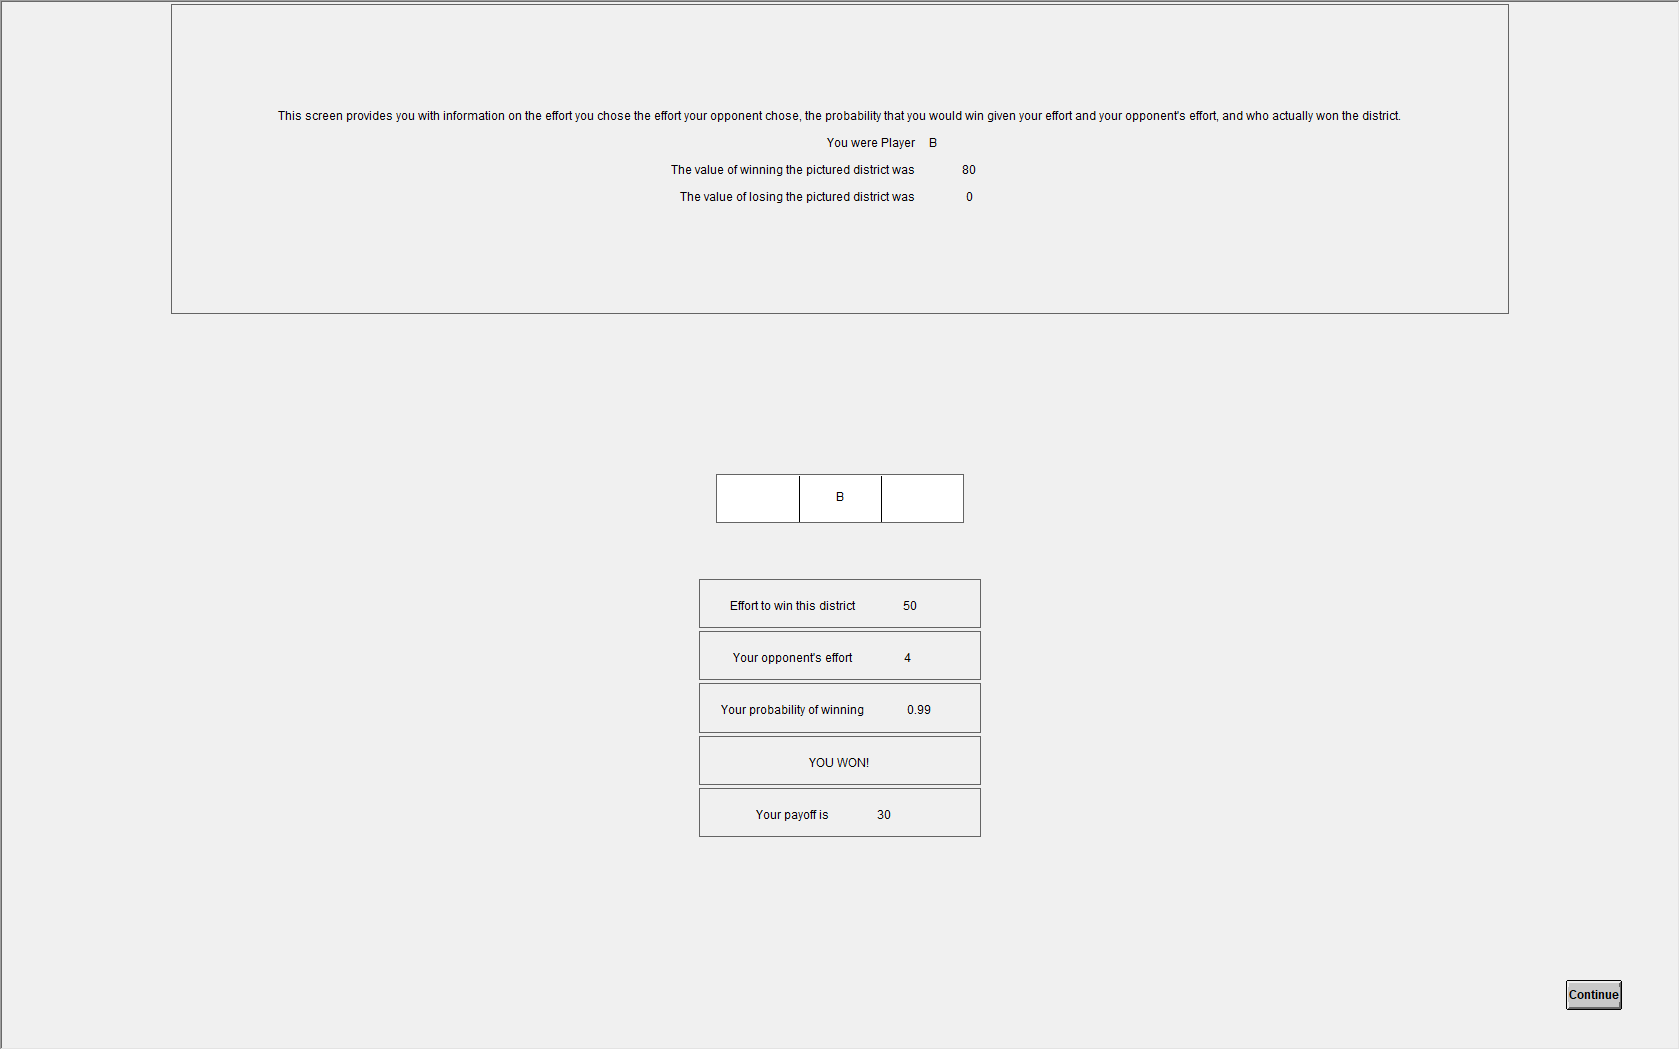 This screen provides you with information on the effort you chose the effort your opponent chose, the probability that you would win given your effort and your opponent's effort, and who actually won the district.
You were Player B
The value of winning the pictured district was 80
The value of losing the pictured district was 0
B
Effort to win this district 50
Your opponent's effort 4
Your probability of winning 0.99
YOU WON!
Your payoff is 30
Continue